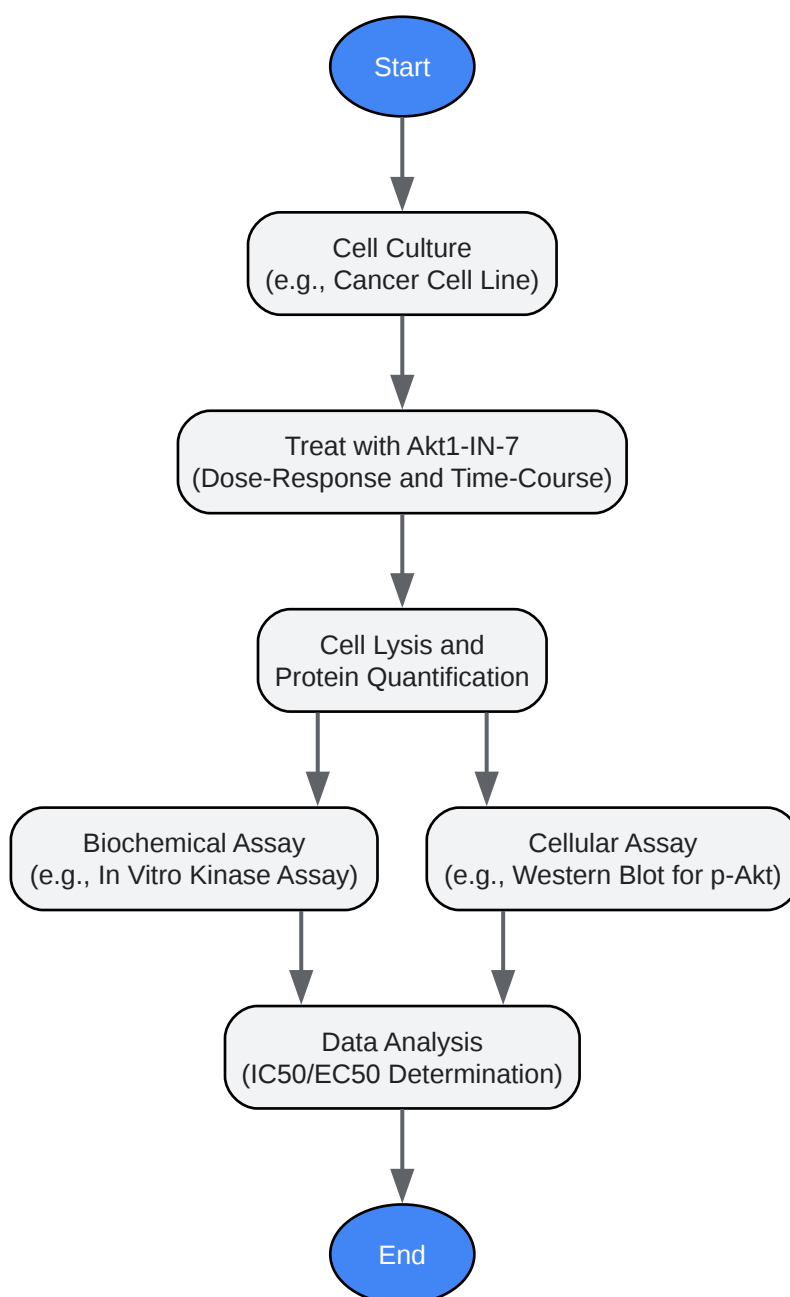 Start
Cell Culture
(e.g., Cancer Cell Line)
Treat with Akt1-IN-7
(Dose-Response and Time-Course)
Cell Lysis and
Protein Quantification
Biochemical Assay
(e.g., In Vitro Kinase Assay)
Cellular Assay
(e.g., Western Blot for p-Akt)
Data Analysis
(IC50/EC50 Determination)
End